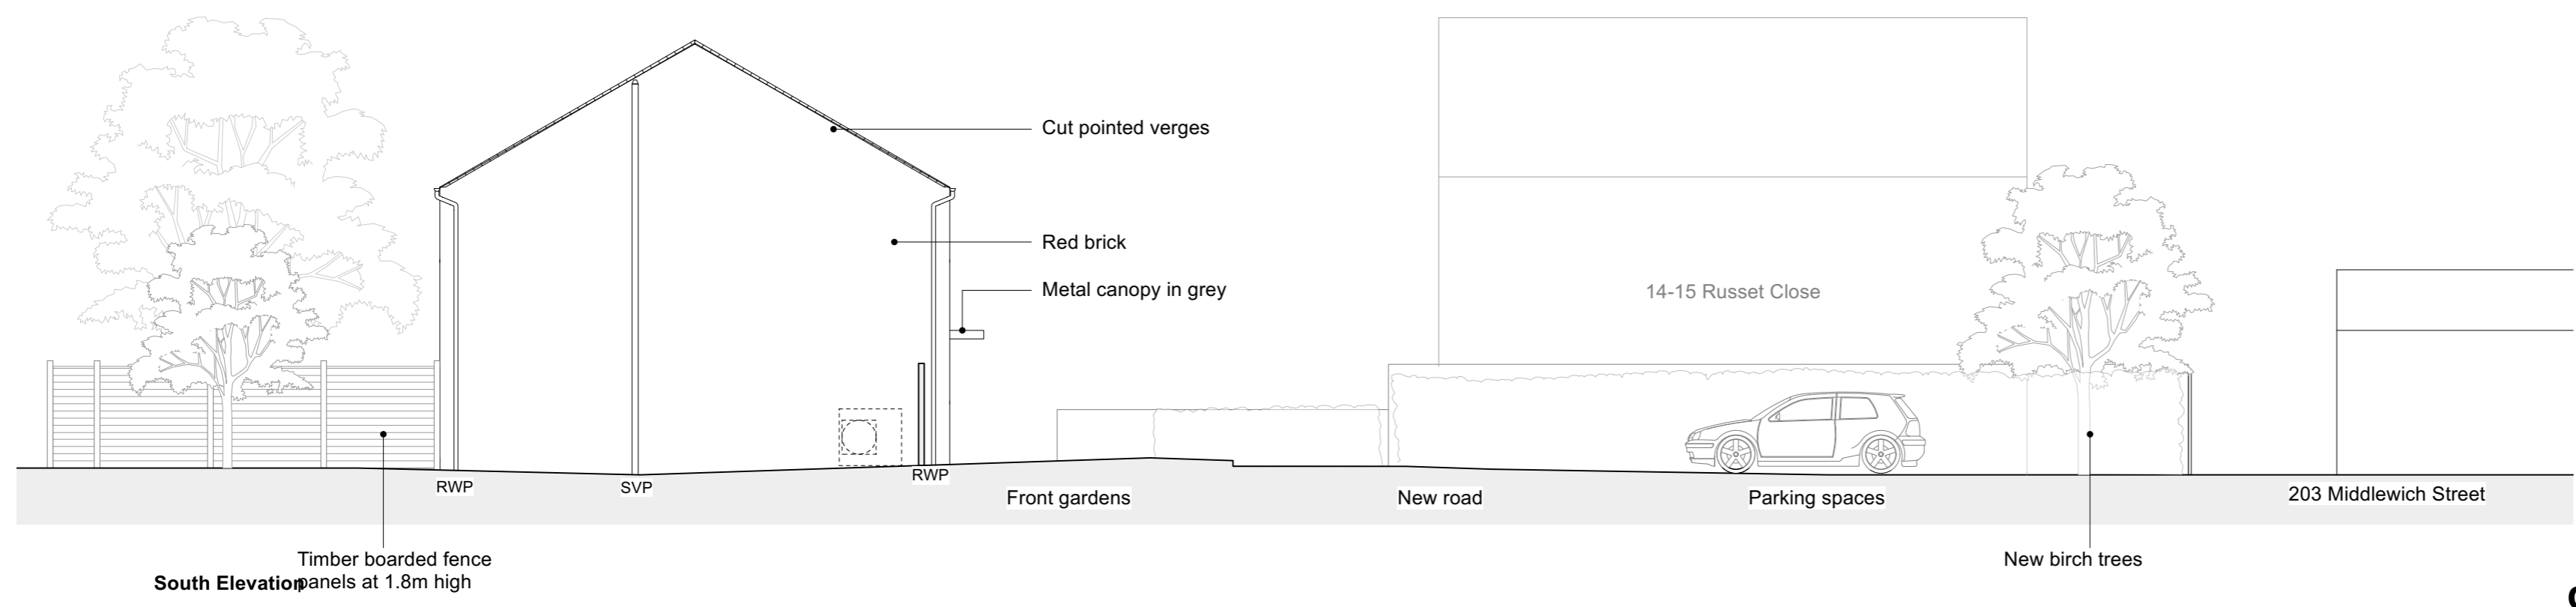 Cut pointed verges
Red brick
Metal canopy in grey
14-15 Russet Close
RWP
SVP
RWP
Front gardens
New road
Parking spaces
203 Middlewich Street
Timber boarded fence
panels at 1.8m high
South Elevation
New birch trees